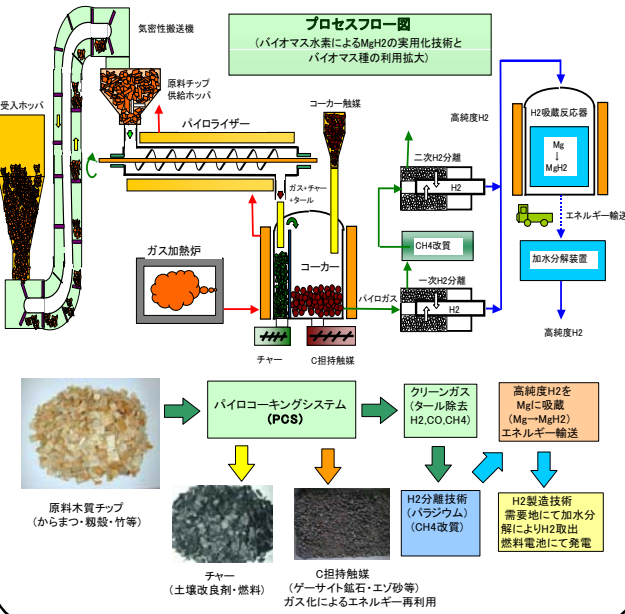 プロセスフロー図
(バイオマス水素によるMgH2の実用化技術と
バイオマス種の利用拡大)
気密性搬送機
受入ホッパ
原料チップ
供給ホッパ
パイロライザー
コーカー触媒
ガス+チャー
+タール
ガス加熱炉
コーカー
チャー
C担持触媒
パイロガス
高純度H2
二次H2分離
H2
CH4改質
一次H2分離
H2
H2吸蔵反応器
Mg
↓
MgH2
エネルギー輸送
加水分解装置
高純度H2
原料木質チップ
(からまつ・籾殻・竹等)
パイロコーキングシステム
(PCS)
クリーンガス
(タール除去
H2,CO,CH4)
高純度H2を
Mgに吸蔵
(Mg→MgH2)
エネルギー輸送
チャー
(土壌改良剤・燃料)
C担持触媒
(ゲーサイト鉱石・エゾ砂等)
ガス化によるエネルギー再利用
H2分離技術
(パラジウム)
(CH4改質)
H2製造技術
需要地にて加水分
解によりH2取出
燃料電池にて発電